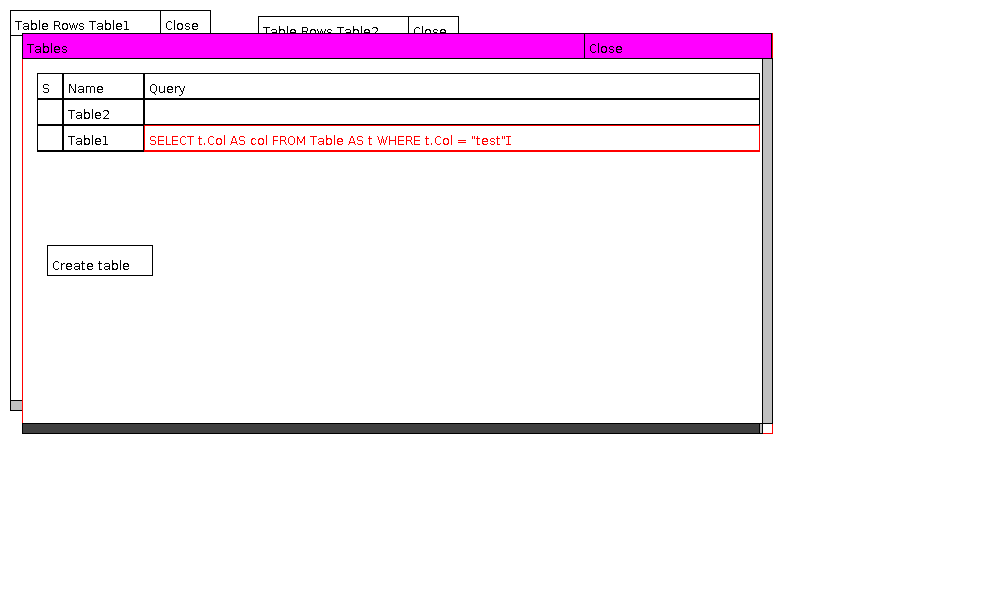 Table Rows Table1 Close
Table Rows Table2 Close
Tables Close
S Name Query
Table2
Table1 SELECT t.Col AS col FROM Table AS t WHERE t.Col = "test"I
Create table